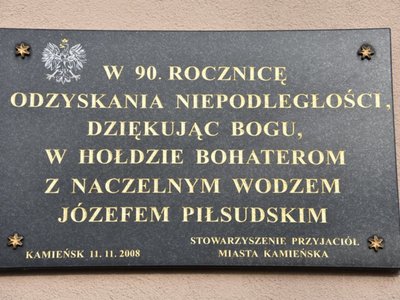 W 90. ROCZNICĘ
ODZYSKANIA NIEPODLEGŁOŚCI,
DZIĘKUJĄC BOGU,
W HOŁDZIE BOHATEROM
Z NACZELNYM WODZEM
JÓZEFEM PIŁSUDSKIM
STOWARZYSZENIE PRZYJACIÓŁ
KAMIEŃSK 11.11.2008 MIASTA KAMIEŃSKA